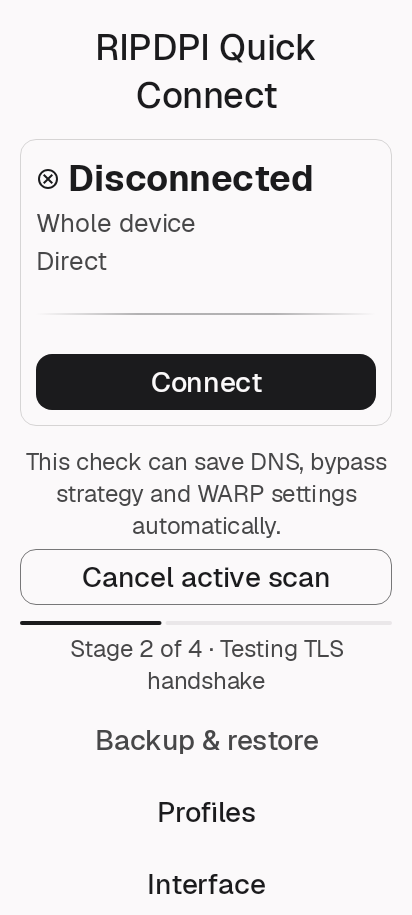 RIPDPI Quick
Connect
Disconnected
Whole device
Direct
Connect
This check can save DNS, bypass
strategy and WARP settings
automatically.
Cancel active scan
Stage 2 of 4 · Testing TLS
handshake
Backup & restore
Profiles
Interface